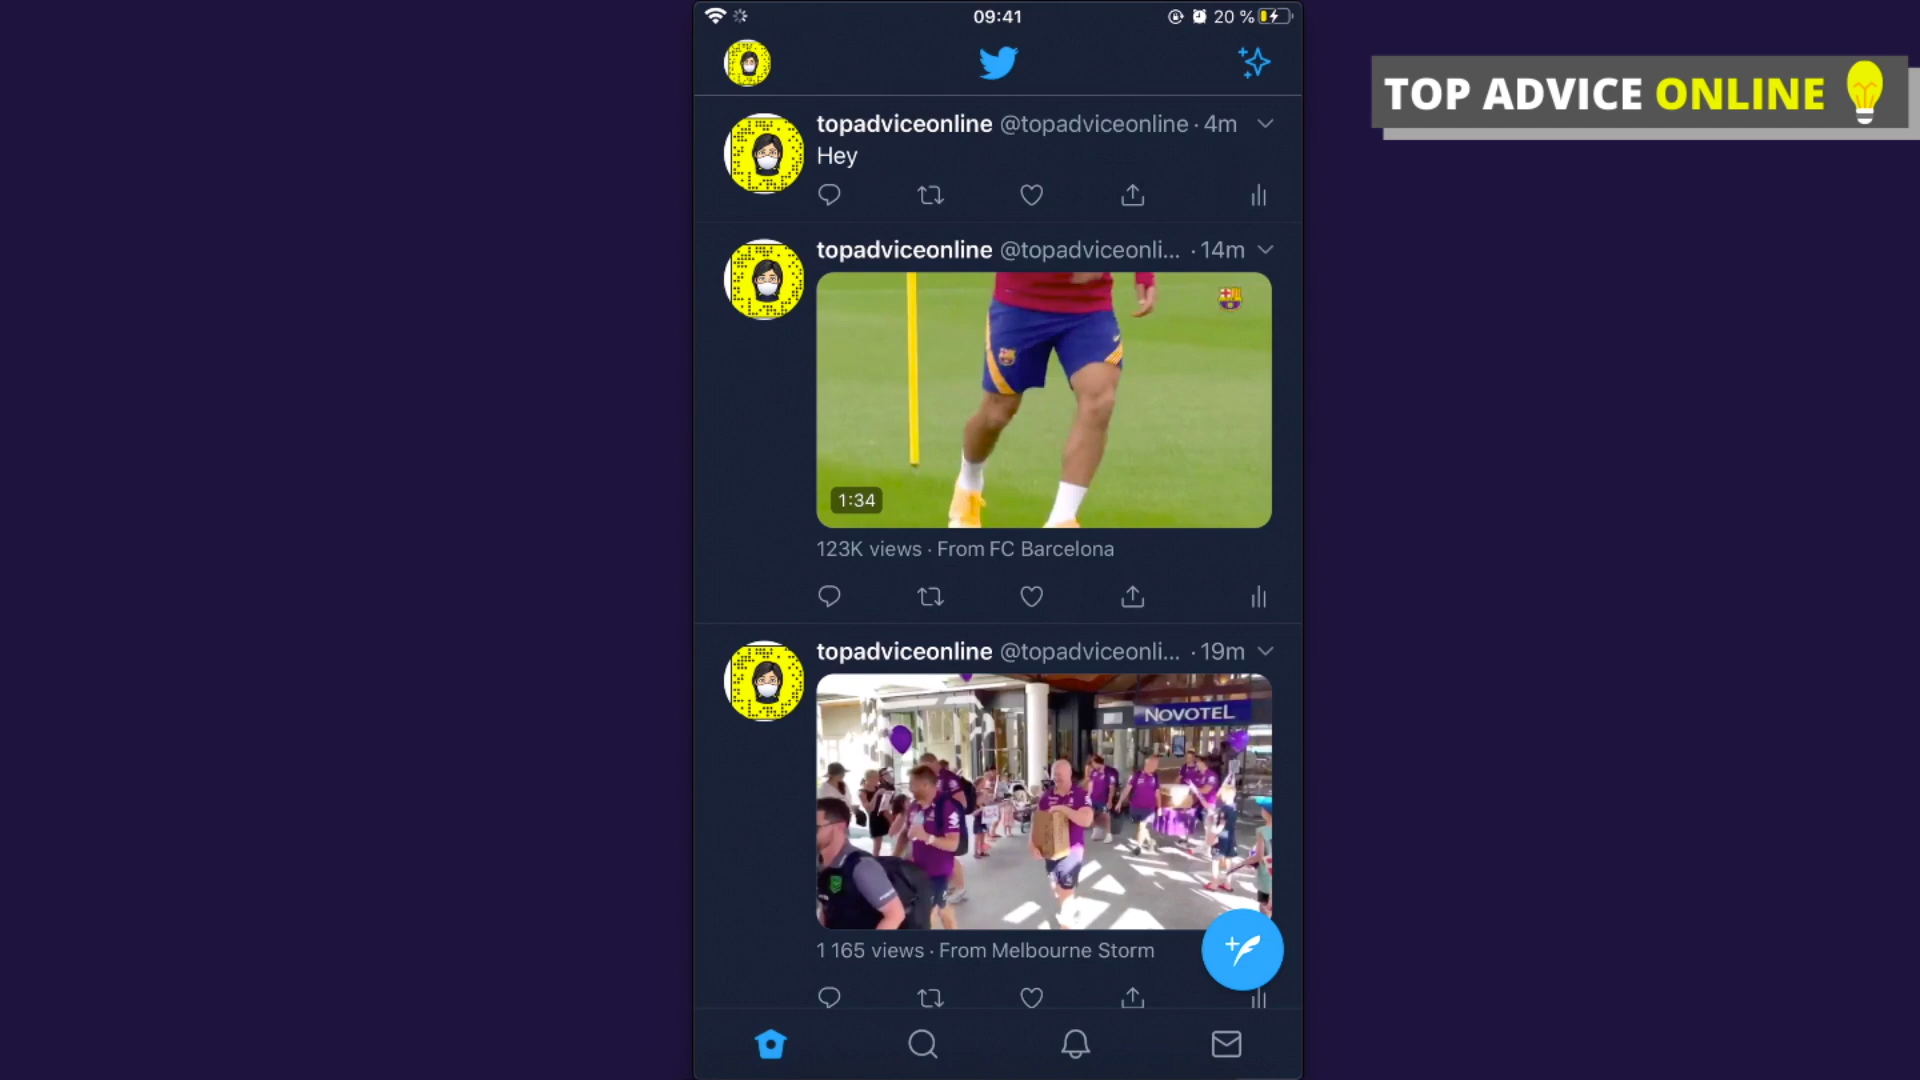 09:41
20 %
TOP ADVICE ONLINE
topadviceonline @topadviceonline · 4m
Hey
topadviceonline @topadviceonli... · 14m
1:34
123K views · From FC Barcelona
topadviceonline @topadviceonli... · 19m
NOVOTEL
1 165 views · From Melbourne Storm